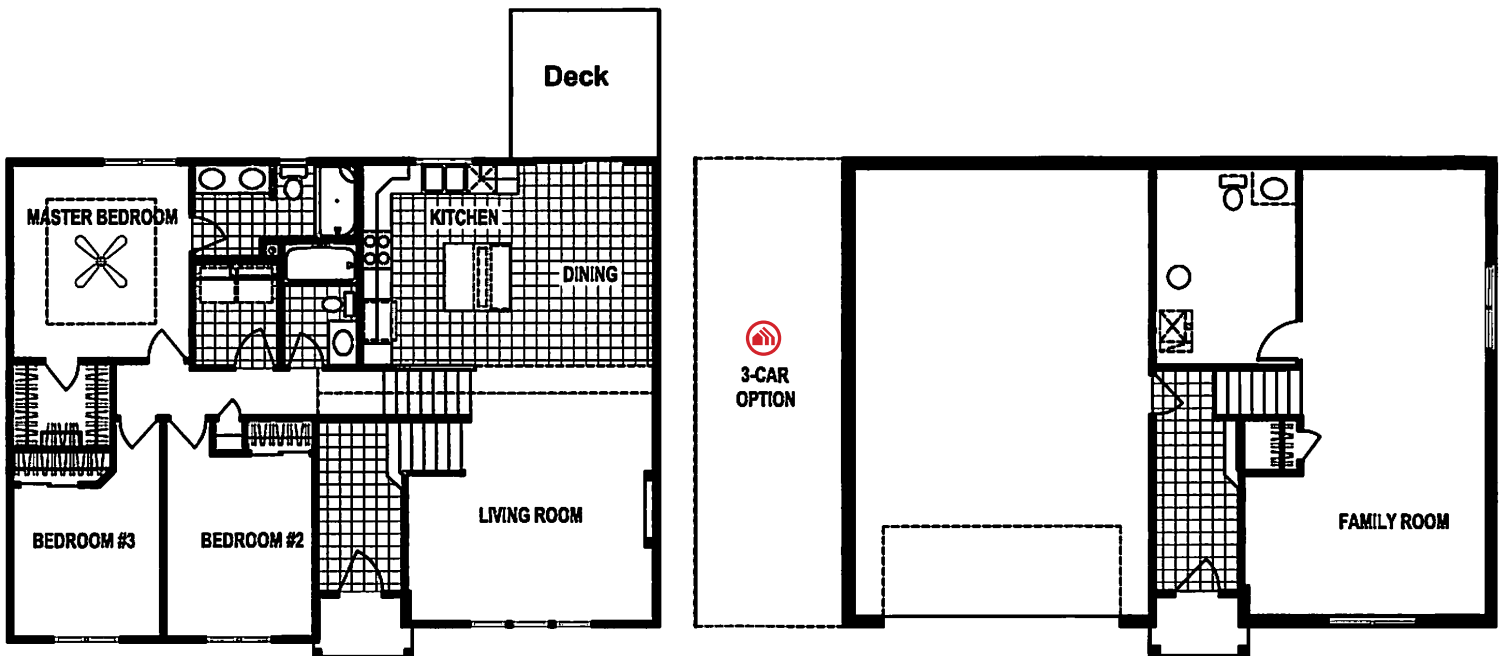 Deck
MASTER BEDROOM
KITCHEN
DINING
3-CAR
OPTION
LIVING ROOM
BEDROOM #3
BEDROOM #2
FAMILY ROOM